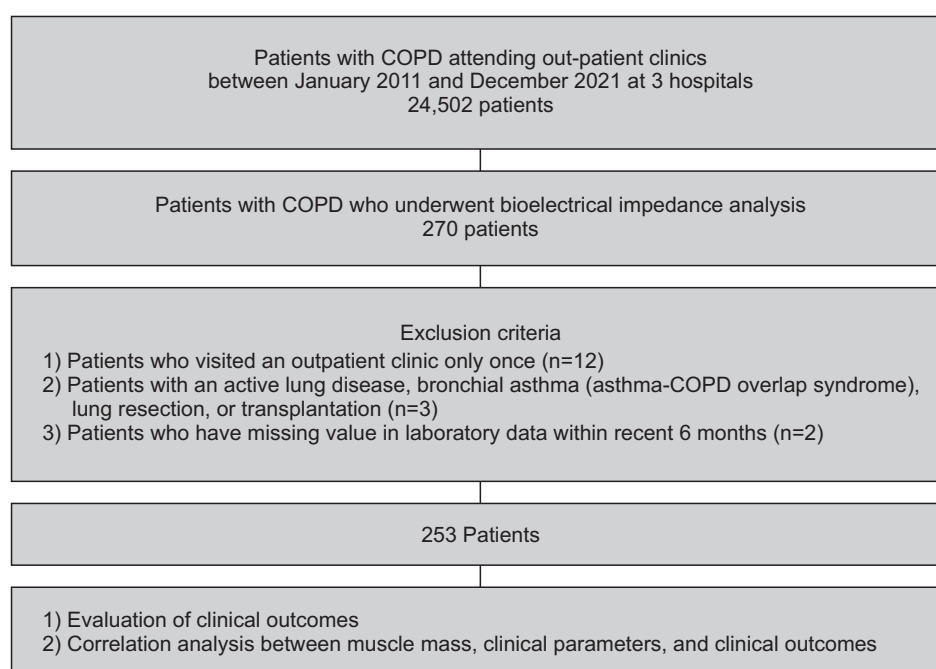 Patients with COPD attending out-patient clinics
between January 2011 and December 2021 at 3 hospitals
24,502 patients
Patients with COPD who underwent bioelectrical impedance analysis
270 patients
Exclusion criteria
1) Patients who visited an outpatient clinic only once (n=12)
2) Patients with an active lung disease, bronchial asthma (asthma-COPD overlap syndrome),
lung resection, or transplantation (n=3)
3) Patients who have missing value in laboratory data within recent 6 months (n=2)
253 Patients
1) Evaluation of clinical outcomes
2) Correlation analysis between muscle mass, clinical parameters, and clinical outcomes